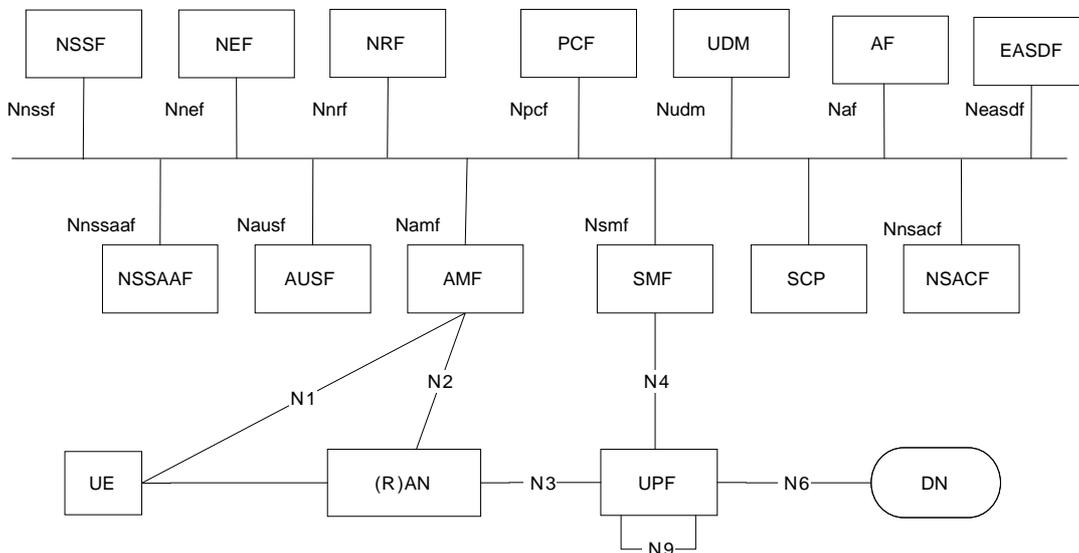 NSSF
NEF
NRF
PCF
UDM
AF
EASDF
Nnssf
Nnef
Nnrf
Npcf
Nudm
Naf
Neasdf
Nnssaaf
Nausf
Namf
Nsmf
Nnsacf
NSSAAF
AUSF
AMF
SMF
SCP
NSACF
N1
N2
N4
UE
(R)AN
N3
UPF
N6
DN
N9